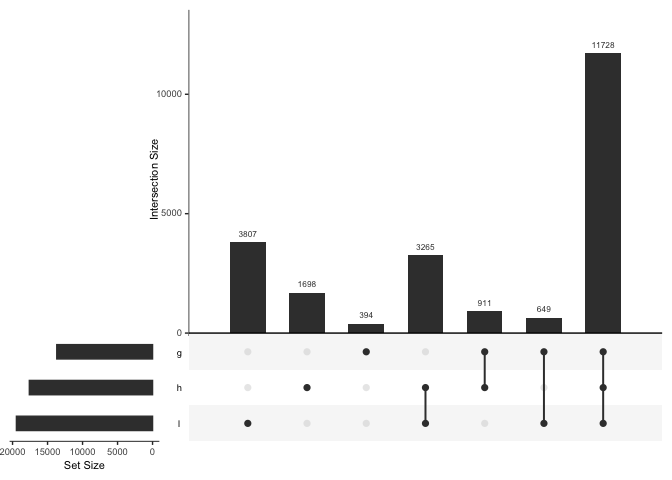 11728
10000
Intersection Size
5000
3807
3265
1698
911
649
394
0
g
h
l
20000 15000 10000 5000 0
Set Size